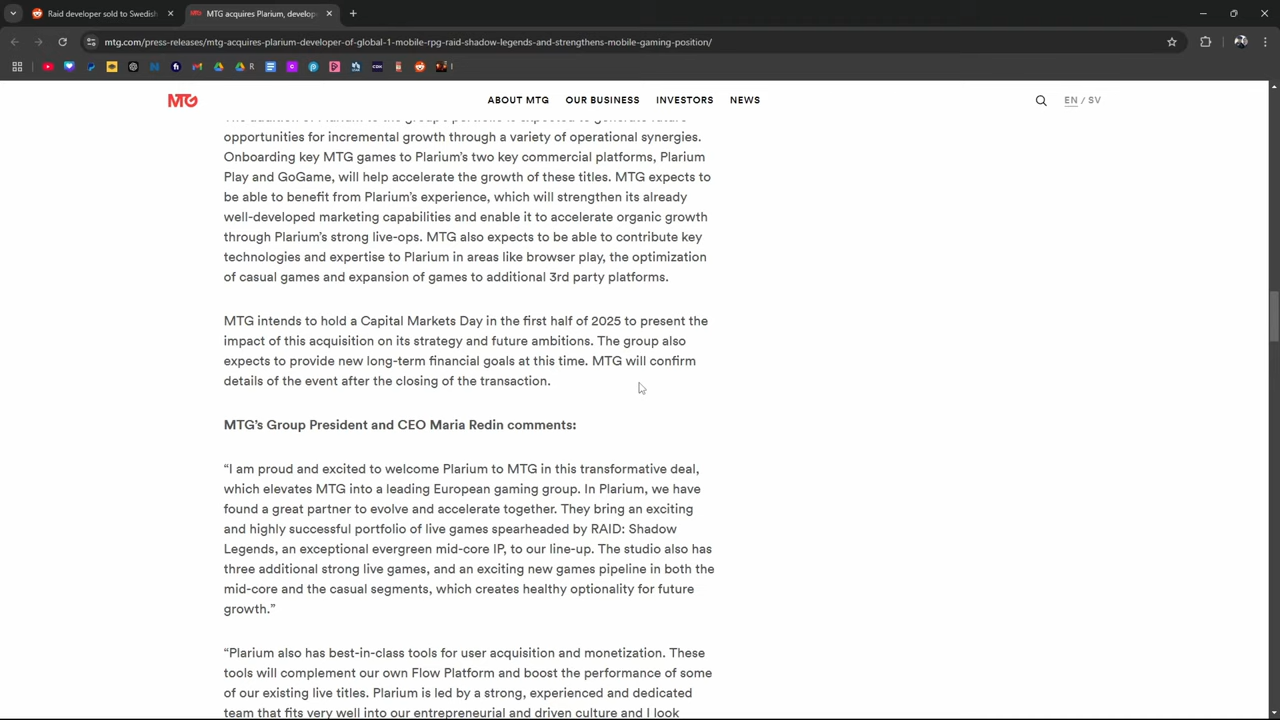 Raid developer sold to Swedish
MTG acquires Plarium, develope
mtg.com/press-releases/mtg-acquires-plarium-developer-of-global-1-mobile-rpg-raid-shadow-legends-and-strengthens-mobile-gaming-position/
MTG
ABOUT MTG
OUR BUSINESS
INVESTORS
NEWS
EN / SV
The addition of Plarium to the group's portfolio is expected to generate future
opportunities for incremental growth through a variety of operational synergies.
Onboarding key MTG games to Plarium's two key commercial platforms, Plarium
Play and GoGame, will help accelerate the growth of these titles. MTG expects to
be able to benefit from Plarium's experience, which will strengthen its already
well-developed marketing capabilities and enable it to accelerate organic growth
through Plarium's strong live-ops. MTG also expects to be able to contribute key
technologies and expertise to Plarium in areas like browser play, the optimization
of casual games and expansion of games to additional 3rd party platforms.
MTG intends to hold a Capital Markets Day in the first half of 2025 to present the
impact of this acquisition on its strategy and future ambitions. The group also
expects to provide new long-term financial goals at this time. MTG will confirm
details of the event after the closing of the transaction.
MTG's Group President and CEO Maria Redin comments:
“I am proud and excited to welcome Plarium to MTG in this transformative deal,
which elevates MTG into a leading European gaming group. In Plarium, we have
found a great partner to evolve and accelerate together. They bring an exciting
and highly successful portfolio of live games spearheaded by RAID: Shadow
Legends, an exceptional evergreen mid-core IP, to our line-up. The studio also has
three additional strong live games, and an exciting new games pipeline in both the
mid-core and the casual segments, which creates healthy optionality for future
growth.”
“Plarium also has best-in-class tools for user acquisition and monetization. These
tools will complement our own Flow Platform and boost the performance of some
of our existing live titles. Plarium is led by a strong, experienced and dedicated
team that fits very well into our entrepreneurial and driven culture and I look